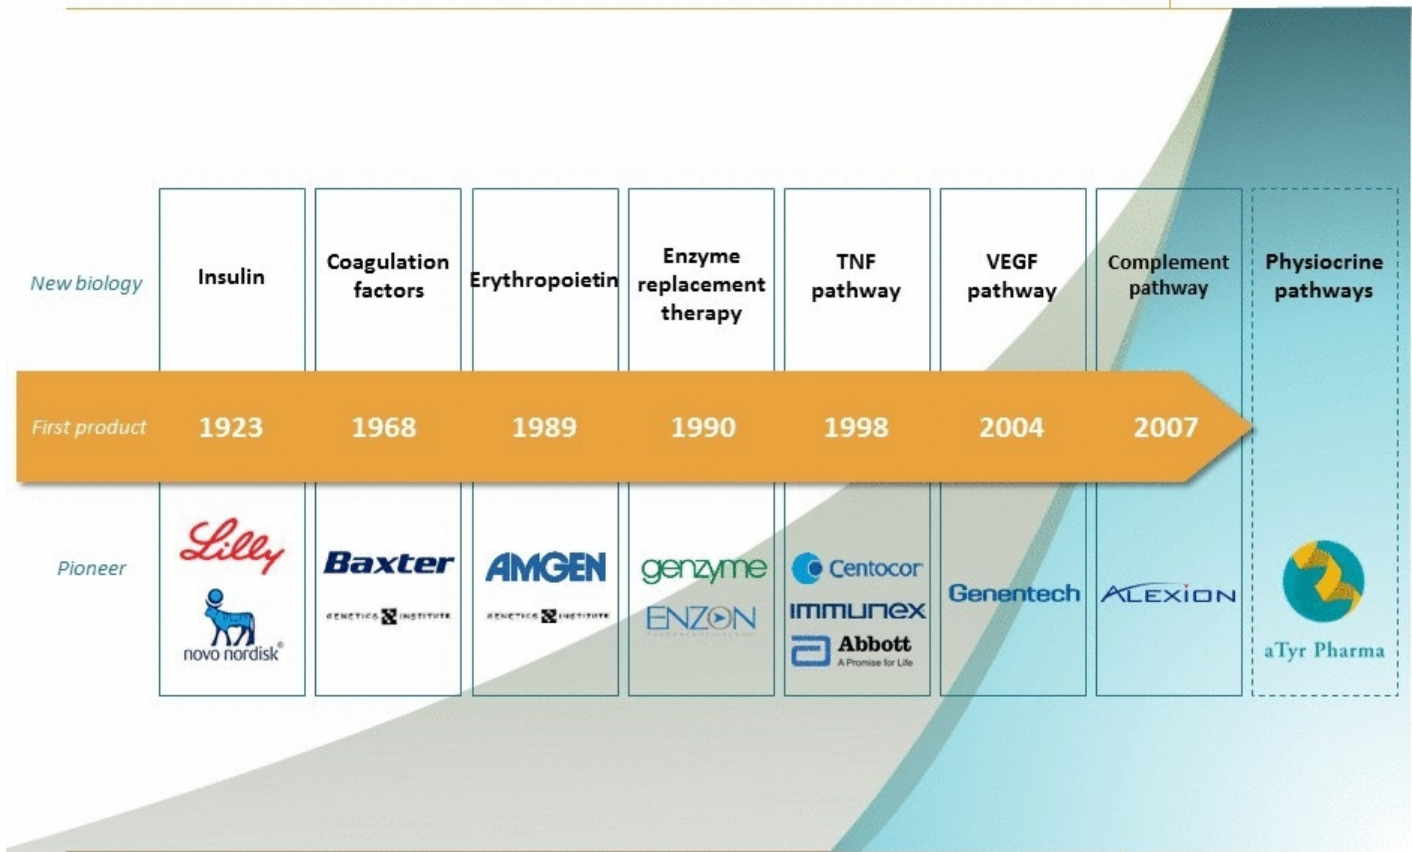 New biology
Insulin
Coagulation
factors
Erythropoietin
Enzyme
replacement
therapy
TNF
pathway
VEGF
pathway
Complement
pathway
Physiocrine
pathways
First product
1923
1968
1989
1990
1998
2004
2007
Pioneer
Lilly
novo nordisk®
Baxter
GENETICS INSTITUTE
AMGEN
GENETICS INSTITUTE
genzyme
ENZON
Centocor
IMMUNEX
Abbott
A Promise for Life
Genentech
ALEXION
aTyr Pharma